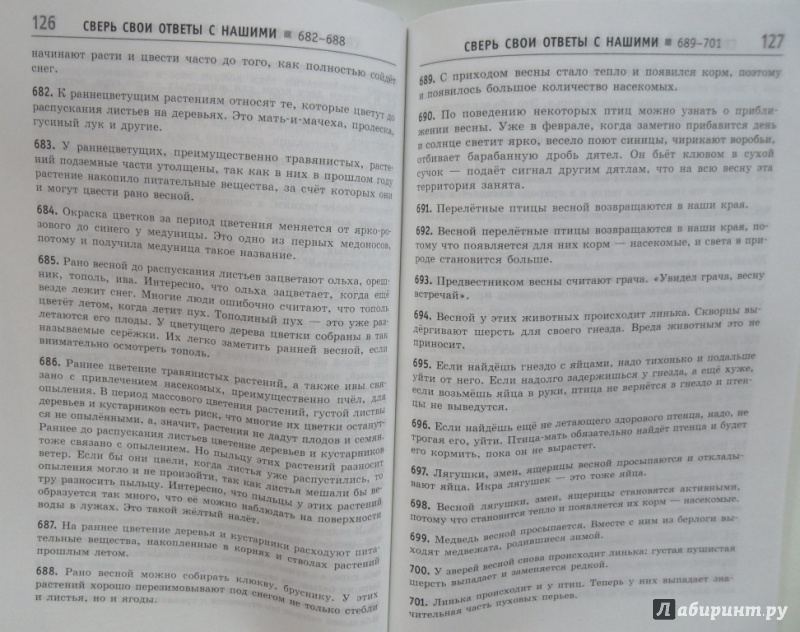 126 СВЕРЬ СВОИ ОТВЕТЫ С НАШИМИ ■ 682–688
начинают расти и цвести часто до того, как полностью сойдёт
снег.
682. К раннецветущим растениям относят те, которые цветут до
распускания листьев на деревьях. Это мать-и-мачеха, пролеска,
гусиный лук и другие.
683. У раннецветущих, преимущественно травянистых, расте-
ний подземные части утолщены, так как в них в прошлом году
растение накопило питательные вещества, за счёт которых они
и могут цвести рано весной.
684. Окраска цветков за период цветения меняется от ярко-ро-
зового до синего у медуницы. Это одно из первых медоносов,
потому и получила медуница такое название.
685. Рано весной до распускания листьев зацветают ольха, ореш-
ник, тополь, ива. Интересно, что ольха зацветает, когда ещё
везде лежит снег. Многие люди ошибочно считают, что тополь
цветёт летом, когда летит пух. Тополиный пух — это уже раз-
летаются его плоды. У цветущего дерева цветки собраны в так
называемые серёжки. Их легко заметить ранней весной, если
внимательно осмотреть тополь.
686. Раннее цветение травянистых растений, а также ивы свя-
зано с привлечением насекомых, преимущественно пчёл, для
опыления. В период массового цветения растений, густой листвы
деревьев и кустарников есть риск, что многие их цветки останут-
ся не опылёнными, а, значит, растения не дадут плодов и семян.
Раннее до распускания листьев цветение деревьев и кустарников
тоже связано с опылением. Но пыльцу этих растений разносит
ветер. Если бы они цвели, когда листья уже распустились, то
опыления могло и не произойти, так как листья мешали бы ве-
тру разносить пыльцу. Интересно, что пыльцы у этих растений
образуется так много, что её можно наблюдать на поверхности
воды в лужах. Это такой жёлтый налёт.
687. На раннее цветение деревья и кустарники расходуют пита-
тельные вещества, накопленные в корнях и стволах растений
прошлым летом.
688. Рано весной можно собирать клюкву, бруснику. У этих
растений хорошо перезимовывают под снегом не только стебли
и листья, но и ягоды.
СВЕРЬ СВОИ ОТВЕТЫ С НАШИМИ ■ 689–701 127
689. С приходом весны стало тепло и появился корм, поэтому
и появилось большое количество насекомых.
690. По поведению некоторых птиц можно узнать о прибли-
жении весны. Уже в феврале, когда заметно прибавится день
и солнце светит ярко, весело поют синицы, чирикают воробьи,
отбивает барабанную дробь дятел. Он бьёт клювом в сухой
сучок — подаёт сигнал другим дятлам, что на всю весну эта
территория занята.
691. Перелётные птицы весной возвращаются в наши края.
692. Весной перелётные птицы возвращаются в наши края, по-
тому что появляется для них корм — насекомые, и света в при-
роде становится больше.
693. Предвестником весны считают грача. «Увидел грача, весну
встречай».
694. Весной у этих животных происходит линька. Скворцы вы-
дёргивают шерсть для своего гнезда. Вреда животным это не
приносит.
695. Если найдёшь гнездо с яйцами, надо тихонько и подальше
уйти от него. Если надолго задержишься у гнезда, а ещё хуже,
если возьмёшь яйца в руки, птица не вернётся в гнездо и птен-
цы не выведутся.
696. Если найдёшь ещё не летающего здорового птенца, надо, не
трогая его, уйти. Птица-мать обязательно найдёт птенца и будет
его кормить, пока он не вырастет.
697. Лягушки, змеи, ящерицы весной просыпаются и отклады-
вают яйца. Икра лягушек — это тоже яйца.
698. Весной лягушки, змеи, ящерицы становятся активными,
потому что становится тепло и появляется их корм — насекомые.
699. Медведь весной просыпается. Вместе с ним из берлоги вы-
ходят медвежата, родившиеся зимой.
700. У зверей весной снова происходит линька: густая пушистая
шерсть выпадает и заменяется редкой.
701. Линька происходит и у птиц. Теперь у них выпадает зна-
чительная часть пуховых перьев.
Лабиринт.ру